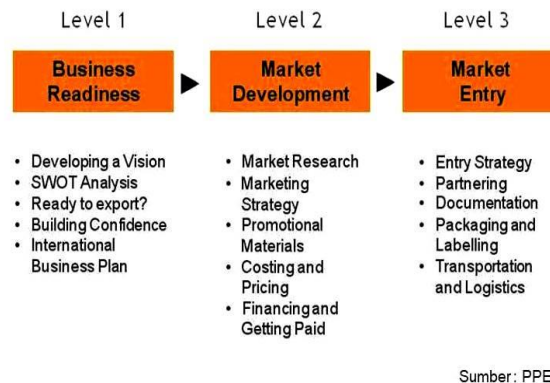 Level 1
Business
Readiness
• Developing a Vision
• SWOT Analysis
• Ready to export?
• Building Confidence
• International
Business Plan
Level 2
Market
Development
• Market Research
• Marketing
Strategy
• Promotional
Materials
• Costing and
Pricing
• Financing and
Getting Paid
Level 3
Market
Entry
• Entry Strategy
• Partnering
• Documentation
• Packaging and
Labelling
• Transportation
and Logistics
Sumber: PPE